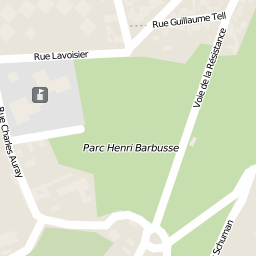 Rue Guillaume Tell
Rue Lavoisier
Voie de la Résistance
Rue Charles Auray
Parc Henri Barbusse
Schuman